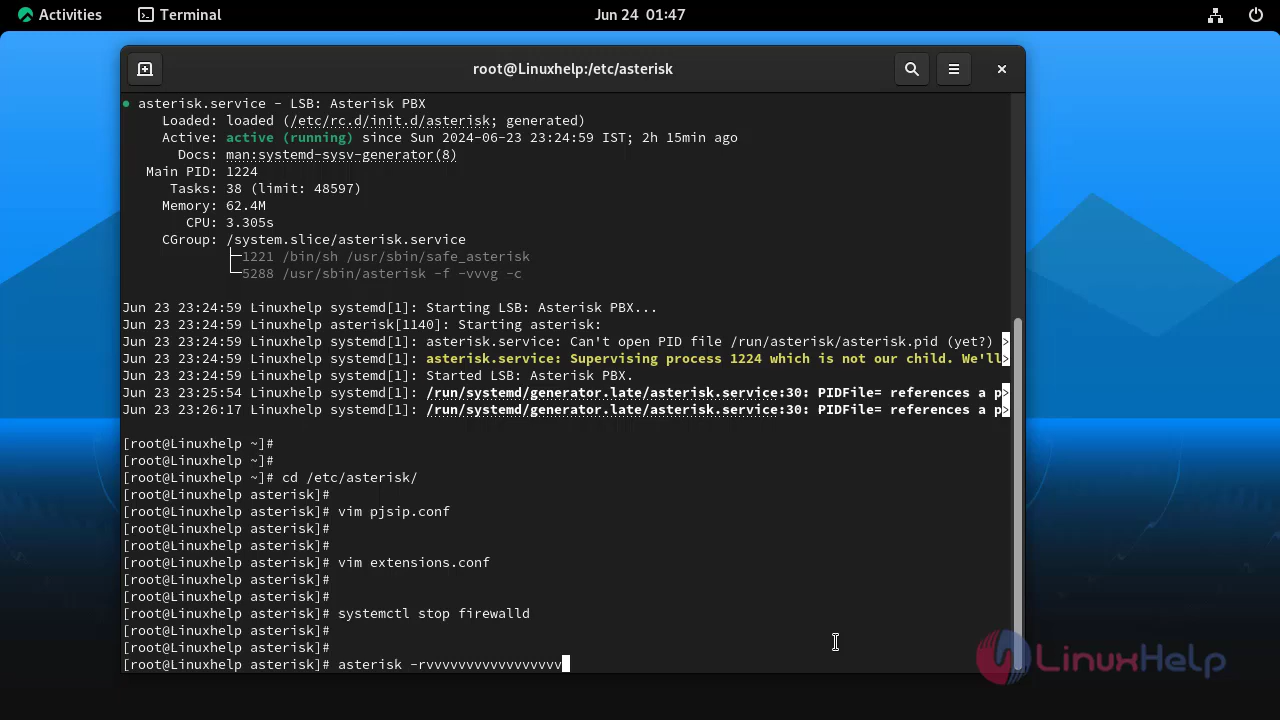 Activities Terminal Jun 24 01:47
root@Linuxhelp:/etc/asterisk
● asterisk.service - LSB: Asterisk PBX
Loaded: loaded (/etc/rc.d/init.d/asterisk; generated)
Active: active (running) since Sun 2024-06-23 23:24:59 IST; 2h 15min ago
Docs: man:systemd-sysv-generator(8)
Main PID: 1224
Tasks: 38 (limit: 48597)
Memory: 62.4M
CPU: 3.305s
CGroup: /system.slice/asterisk.service
├─1221 /bin/sh /usr/sbin/safe_asterisk
└─5288 /usr/sbin/asterisk -f -vvvg -c
Jun 23 23:24:59 Linuxhelp systemd[1]: Starting LSB: Asterisk PBX...
Jun 23 23:24:59 Linuxhelp asterisk[1140]: Starting asterisk:
Jun 23 23:24:59 Linuxhelp systemd[1]: asterisk.service: Can't open PID file /run/asterisk/asterisk.pid (yet?) >
Jun 23 23:24:59 Linuxhelp systemd[1]: asterisk.service: Supervising process 1224 which is not our child. We'll>
Jun 23 23:24:59 Linuxhelp systemd[1]: Started LSB: Asterisk PBX.
Jun 23 23:25:54 Linuxhelp systemd[1]: /run/systemd/generator.late/asterisk.service:30: PIDFile= references a p>
Jun 23 23:26:17 Linuxhelp systemd[1]: /run/systemd/generator.late/asterisk.service:30: PIDFile= references a p>
[root@Linuxhelp ~]#
[root@Linuxhelp ~]#
[root@Linuxhelp ~]# cd /etc/asterisk/
[root@Linuxhelp asterisk]#
[root@Linuxhelp asterisk]# vim pjsip.conf
[root@Linuxhelp asterisk]#
[root@Linuxhelp asterisk]#
[root@Linuxhelp asterisk]# vim extensions.conf
[root@Linuxhelp asterisk]#
[root@Linuxhelp asterisk]#
[root@Linuxhelp asterisk]# systemctl stop firewalld
[root@Linuxhelp asterisk]#
[root@Linuxhelp asterisk]#
[root@Linuxhelp asterisk]# asterisk -rvvvvvvvvvvvvvvvvv
LINUXHELP